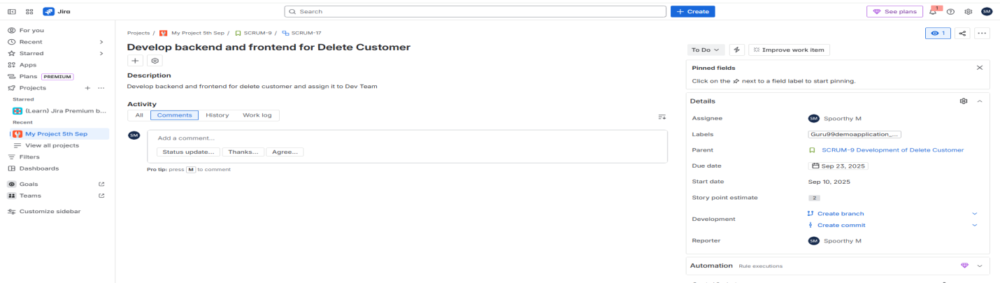 Jira
Search
+ Create
See plans
1
SM
For you
Recent
Starred
Apps
Plans PREMIUM
Projects
Starred
(Learn) Jira Premium b...
Recent
My Project 5th Sep
View all projects
Filters
Dashboards
Goals
Teams
Customize sidebar
Projects / My Project 5th Sep / SCRUM-9 / SCRUM-17
Develop backend and frontend for Delete Customer
Description
Develop backend and frontend for delete customer and assign it to Dev Team
Activity
All Comments History Work log
SM
Add a comment...
Status update... Thanks... Agree...
Pro tip: press M to comment
1
To Do
Improve work item
Pinned fields
Click on the next to a field label to start pinning.
Details
Assignee SM Spoorthy M
Labels Guru99demoapplication_...
Parent SCRUM-9 Development of Delete Customer
Due date Sep 23, 2025
Start date Sep 10, 2025
Story point estimate 2
Development Create branch
Create commit
Reporter SM Spoorthy M
Automation Rule executions